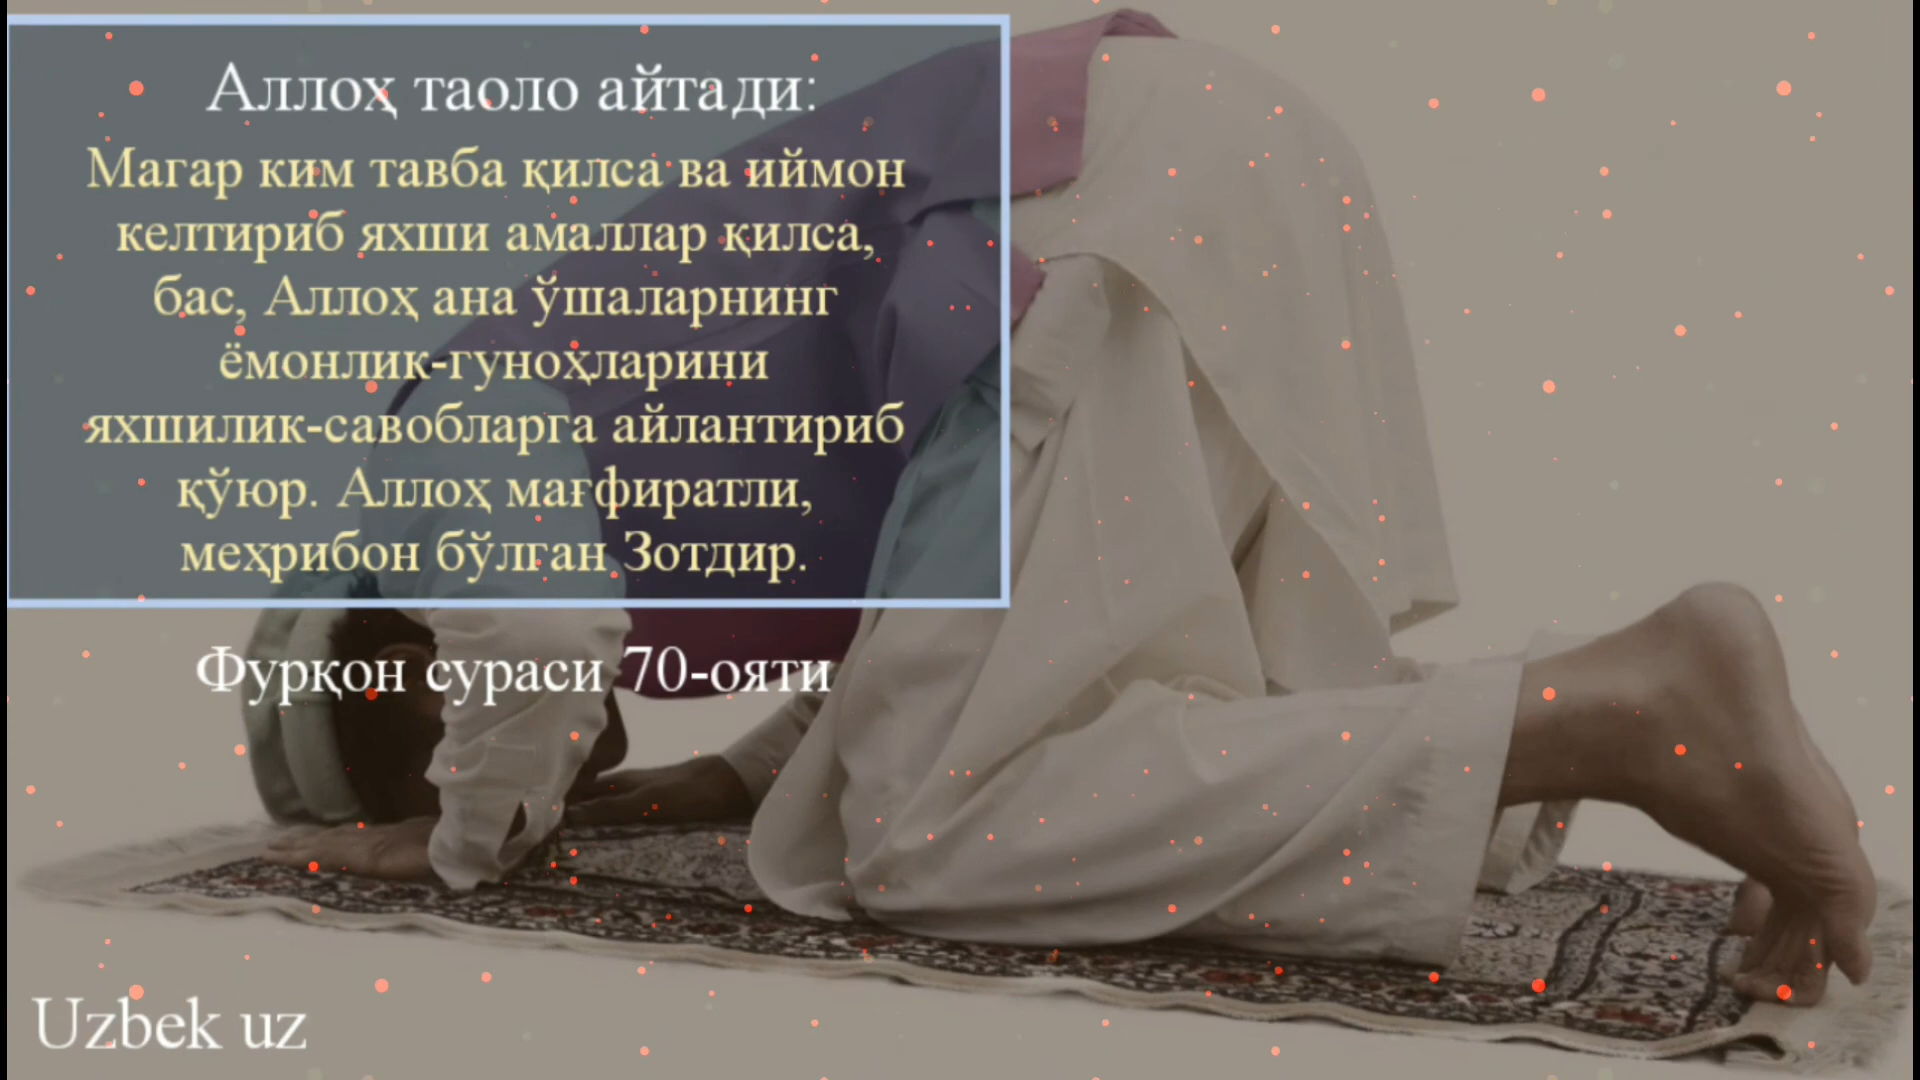 Аллоҳ таоло айтади:
Магар ким тавба қилса ва иймон
келтириб яхши амаллар қилса,
бас, Аллоҳ ана ўшаларнинг
ёмонлик-гуноҳларини
яхшилик-савобларга айлантириб
қўюр. Аллоҳ мағфиратли,
меҳрибон бўлган Зотдир.
Фурқон сураси 70-ояти
Uzbek uz